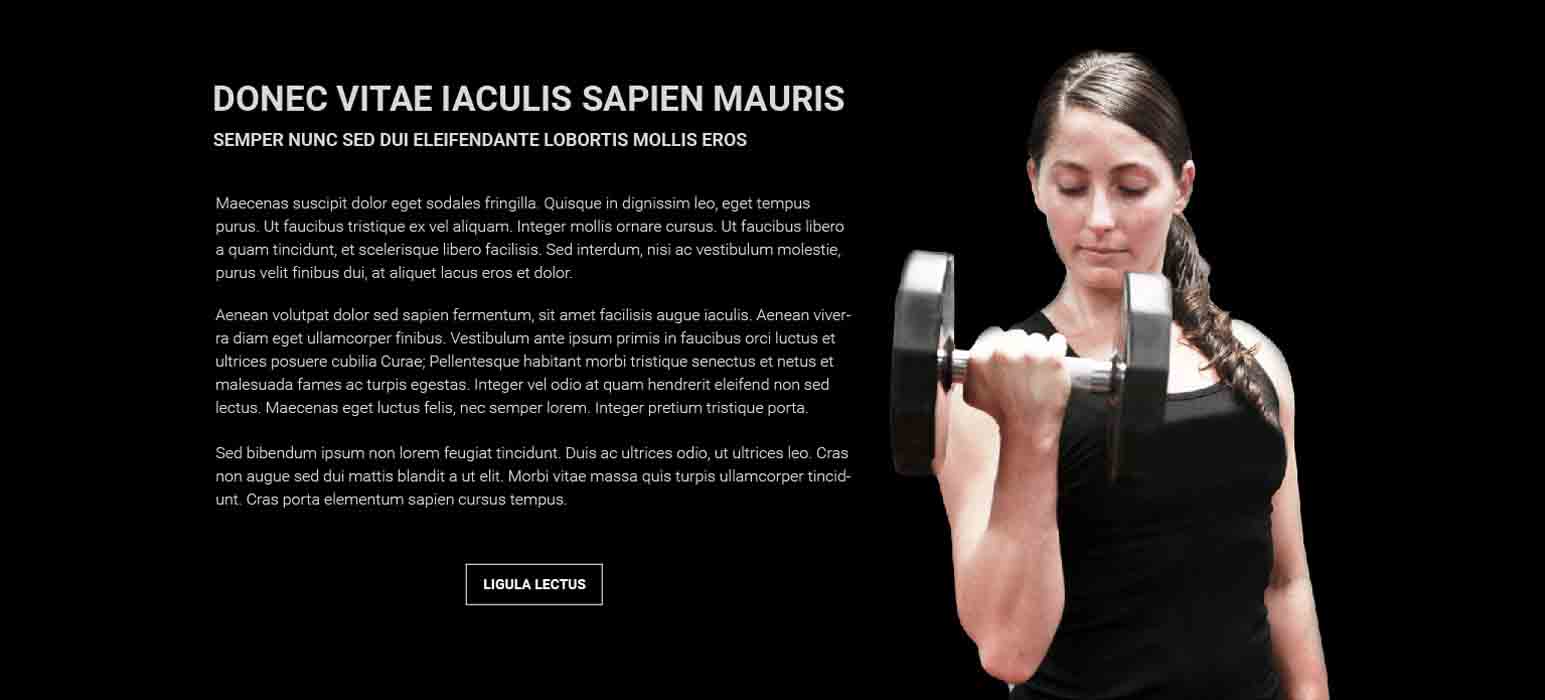 DONEC VITAE IACULIS SAPIEN MAURIS
SEMPER NUNC SED DUI ELEIFENDANTE LOBORTIS MOLLIS EROS
Maecenas suscipit dolor eget sodales fringilla. Quisque in dignissim leo, eget tempus
purus. Ut faucibus tristique ex vel aliquam. Integer mollis ornare cursus. Ut faucibus libero
a quam tincidunt, et scelerisque libero facilisis. Sed interdum, nisi ac vestibulum molestie,
purus velit finibus dui, at aliquet lacus eros et dolor.
Aenean volutpat dolor sed sapien fermentum, sit amet facilisis augue iaculis. Aenean viver-
ra diam eget ullamcorper finibus. Vestibulum ante ipsum primis in faucibus orci luctus et
ultrices posuere cubilia Curae; Pellentesque habitant morbi tristique senectus et netus et
malesuada fames ac turpis egestas. Integer vel odio at quam hendrerit eleifend non sed
lectus. Maecenas eget luctus felis, nec semper lorem. Integer pretium tristique porta.
Sed bibendum ipsum non lorem feugiat tincidunt. Duis ac ultrices odio, ut ultrices leo. Cras
non augue sed dui mattis blandit a ut elit. Morbi vitae massa quis turpis ullamcorper tincid-
unt. Cras porta elementum sapien cursus tempus.
LIGULA LECTUS